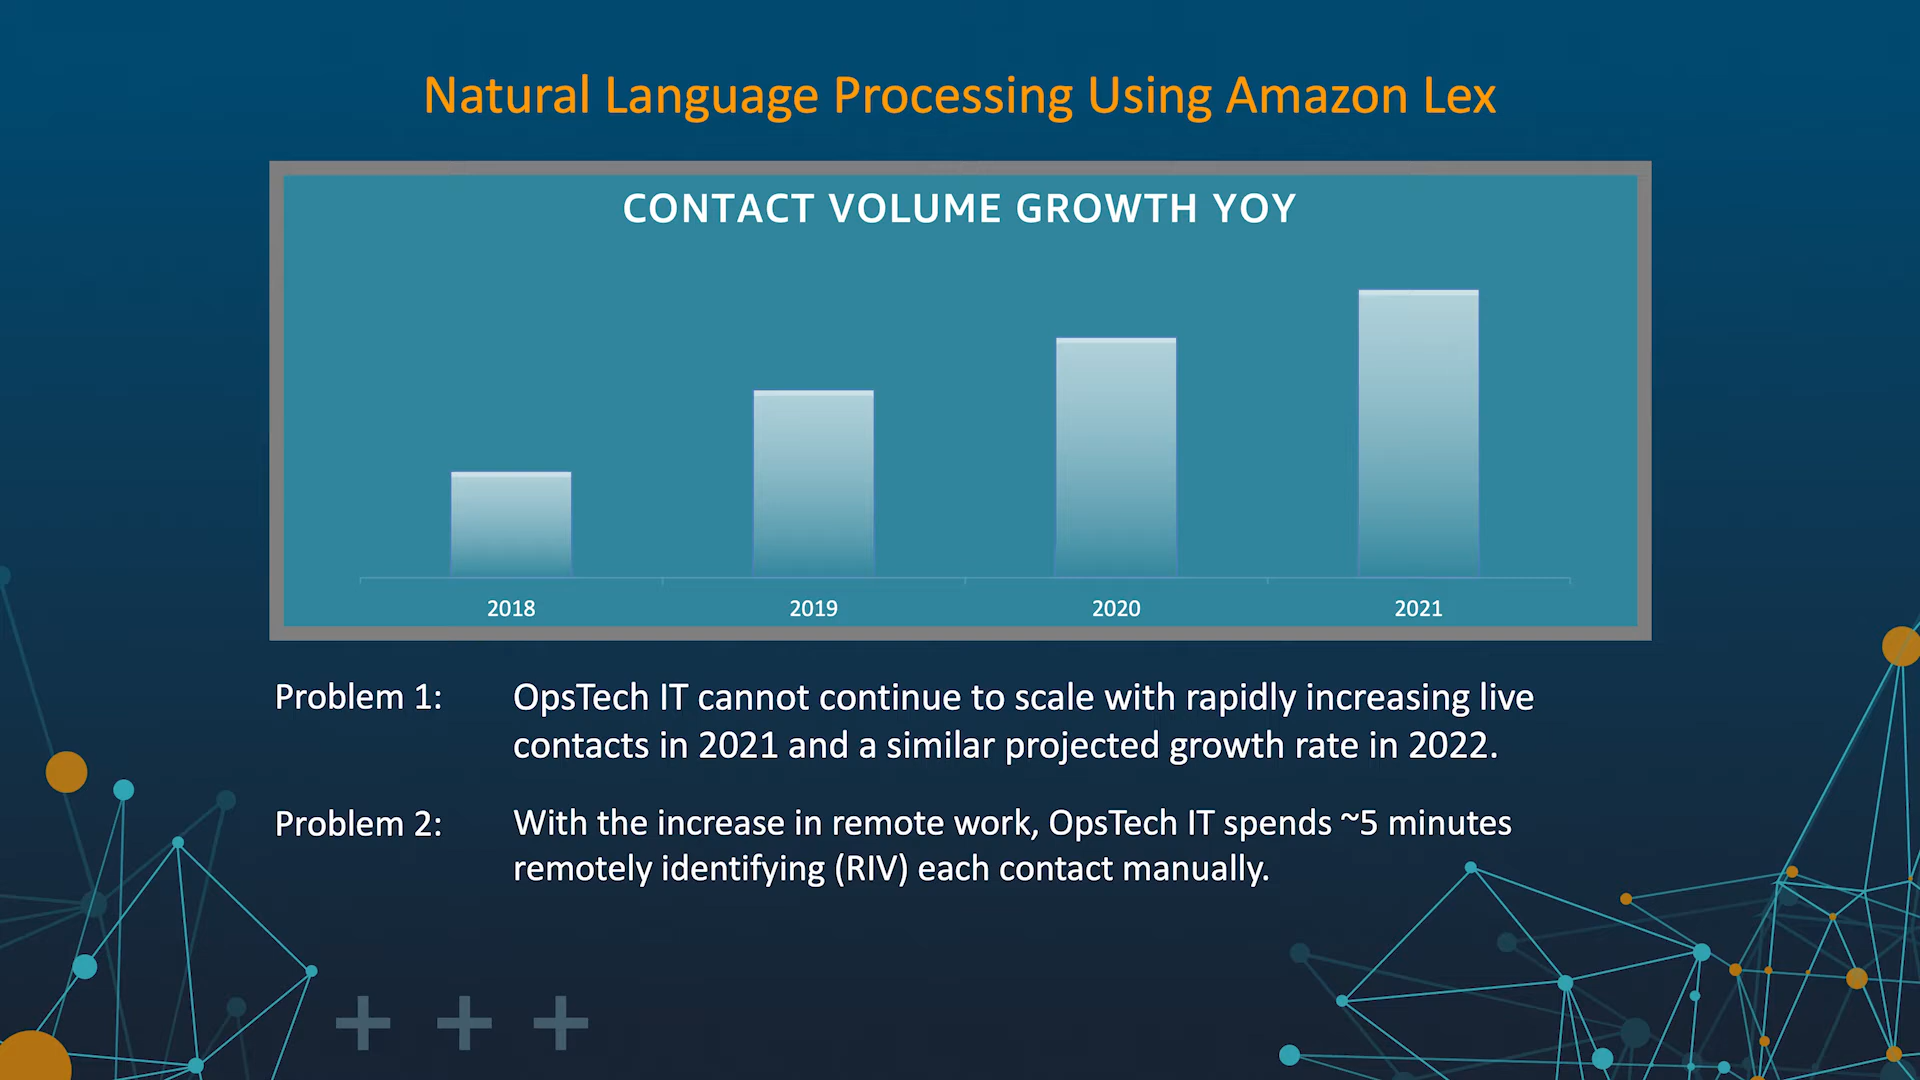 Natural Language Processing Using Amazon Lex
CONTACT VOLUME GROWTH YOY
2018 2019 2020 2021
Problem 1: OpsTech IT cannot continue to scale with rapidly increasing live
contacts in 2021 and a similar projected growth rate in 2022.
Problem 2: With the increase in remote work, OpsTech IT spends ~5 minutes
remotely identifying (RIV) each contact manually.